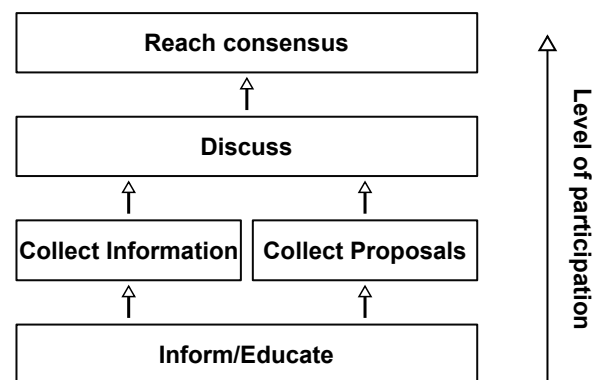 Reach consensus
Discuss
Collect Information
Collect Proposals
Inform/Educate
Level of participation